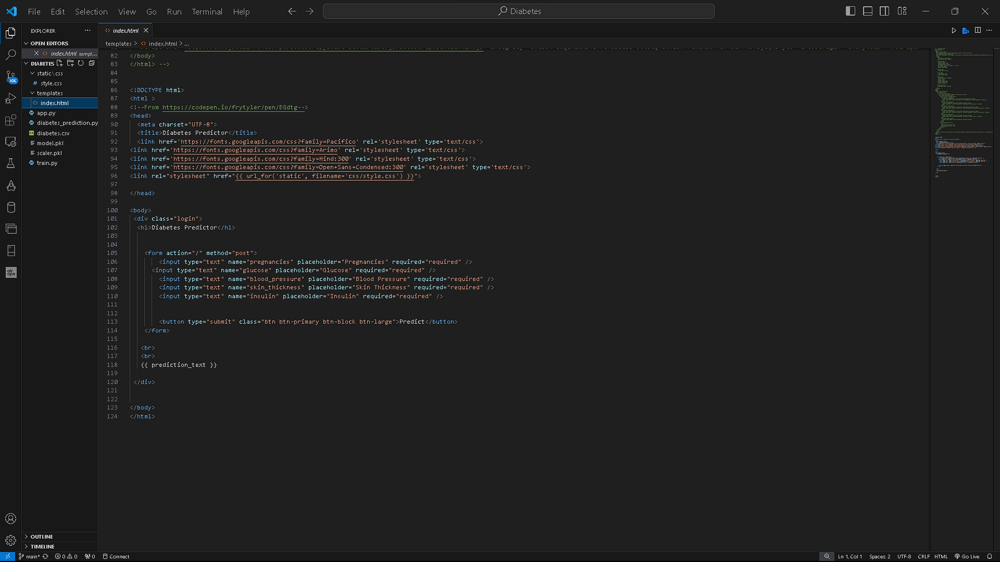 File Edit Selection View Go Run Terminal Help
Diabetes
EXPLORER
OPEN EDITORS
index.html templ...
DIABETES
static\css
style.css
templates
index.html
app.py
diabetes_prediction.py
diabetes.csv
model.pkl
scaler.pkl
train.py
10K
air
ops
OUTLINE
TIMELINE
index.html
templates > index.html > ...
82 </body>
83 </html> -->
84
85
86 <!DOCTYPE html>
87 <html >
88 <!--From https://codepen.io/frytyler/pen/EGdtg-->
89 <head>
90 <meta charset="UTF-8">
91 <title>Diabetes Predictor</title>
92 <link href='https://fonts.googleapis.com/css?family=Pacifico' rel='stylesheet' type='text/css'>
93 <link href='https://fonts.googleapis.com/css?family=Arimo' rel='stylesheet' type='text/css'>
94 <link href='https://fonts.googleapis.com/css?family=Hind:300' rel='stylesheet' type='text/css'>
95 <link href='https://fonts.googleapis.com/css?family=Open+Sans+Condensed:300' rel='stylesheet' type='text/css'>
96 <link rel="stylesheet" href="{{ url_for('static', filename='css/style.css') }}">
97
98 </head>
99
100 <body>
101 <div class="login">
102 <h1>Diabetes Predictor</h1>
103
104
105 <form action="/" method="post">
106 <input type="text" name="pregnancies" placeholder="Pregnancies" required="required" />
107 <input type="text" name="glucose" placeholder="Glucose" required="required" />
108 <input type="text" name="blood_pressure" placeholder="Blood Pressure" required="required" />
109 <input type="text" name="skin_thickness" placeholder="Skin Thickness" required="required" />
110 <input type="text" name="insulin" placeholder="Insulin" required="required" />
111
112
113 <button type="submit" class="btn btn-primary btn-block btn-large">Predict</button>
114 </form>
115
116 <br>
117 <br>
118 {{ prediction_text }}
119
120 </div>
121
122
123 </body>
124 </html>
main* 0 0 0 Connect
Ln 1, Col 1 Spaces: 2 UTF-8 CRLF HTML Go Live